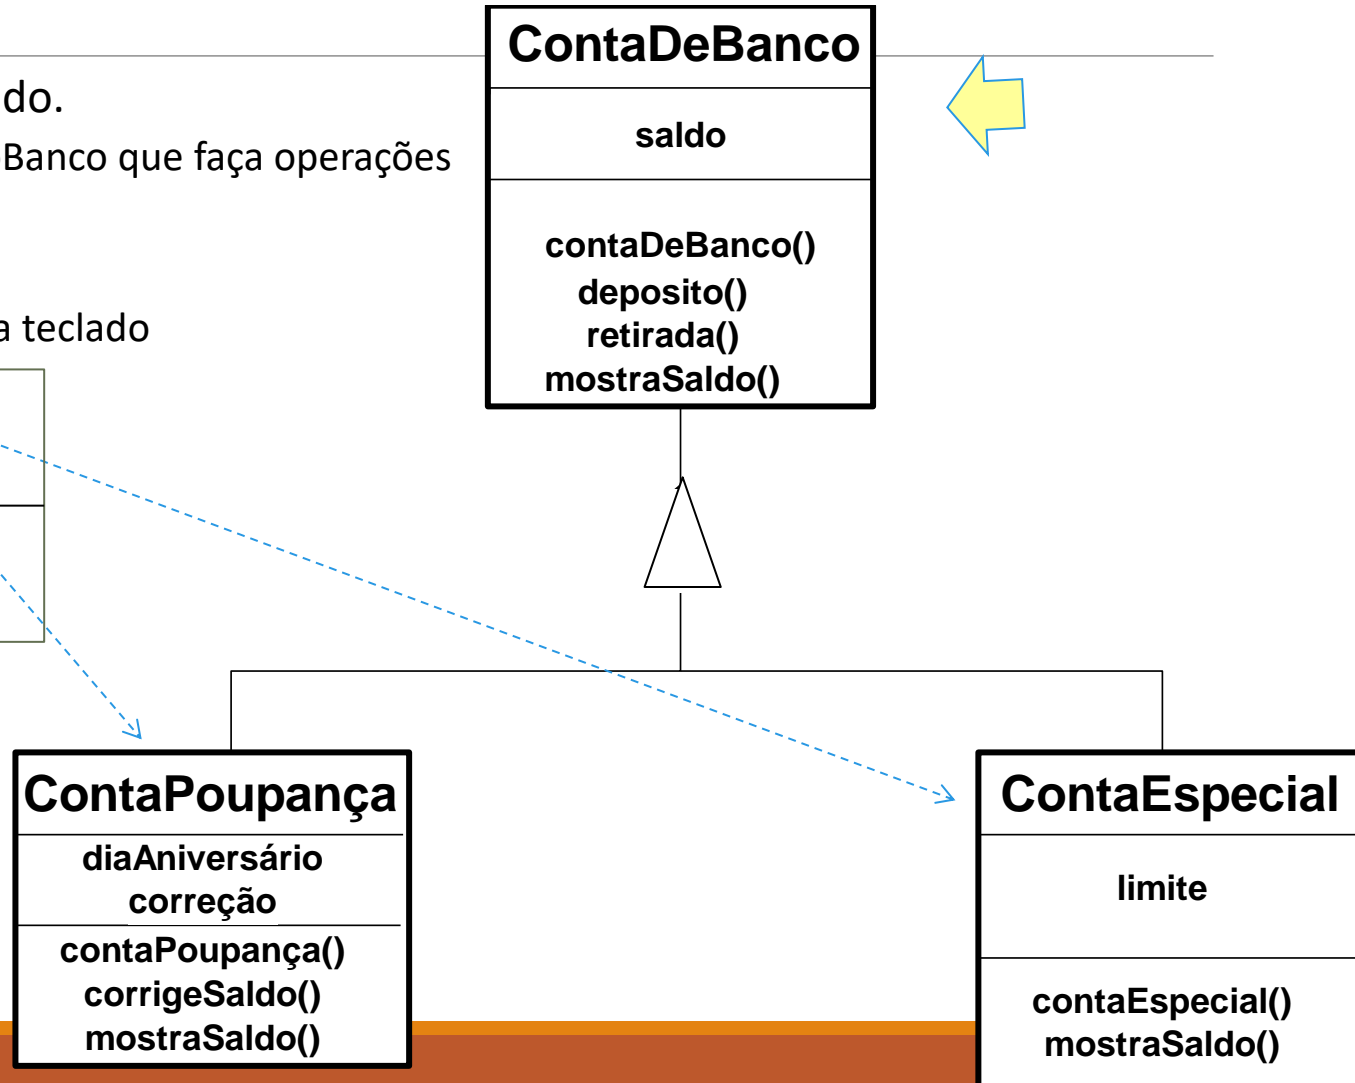 ContaDeBanco
saldo
contaDeBanco()
deposito()
retirada()
mostraSaldo()
do.
Banco que faça operações
a teclado
ContaPoupança
diaAniversário
correção
contaPoupança()
corrigeSaldo()
mostraSaldo()
ContaEspecial
limite
contaEspecial()
mostraSaldo()